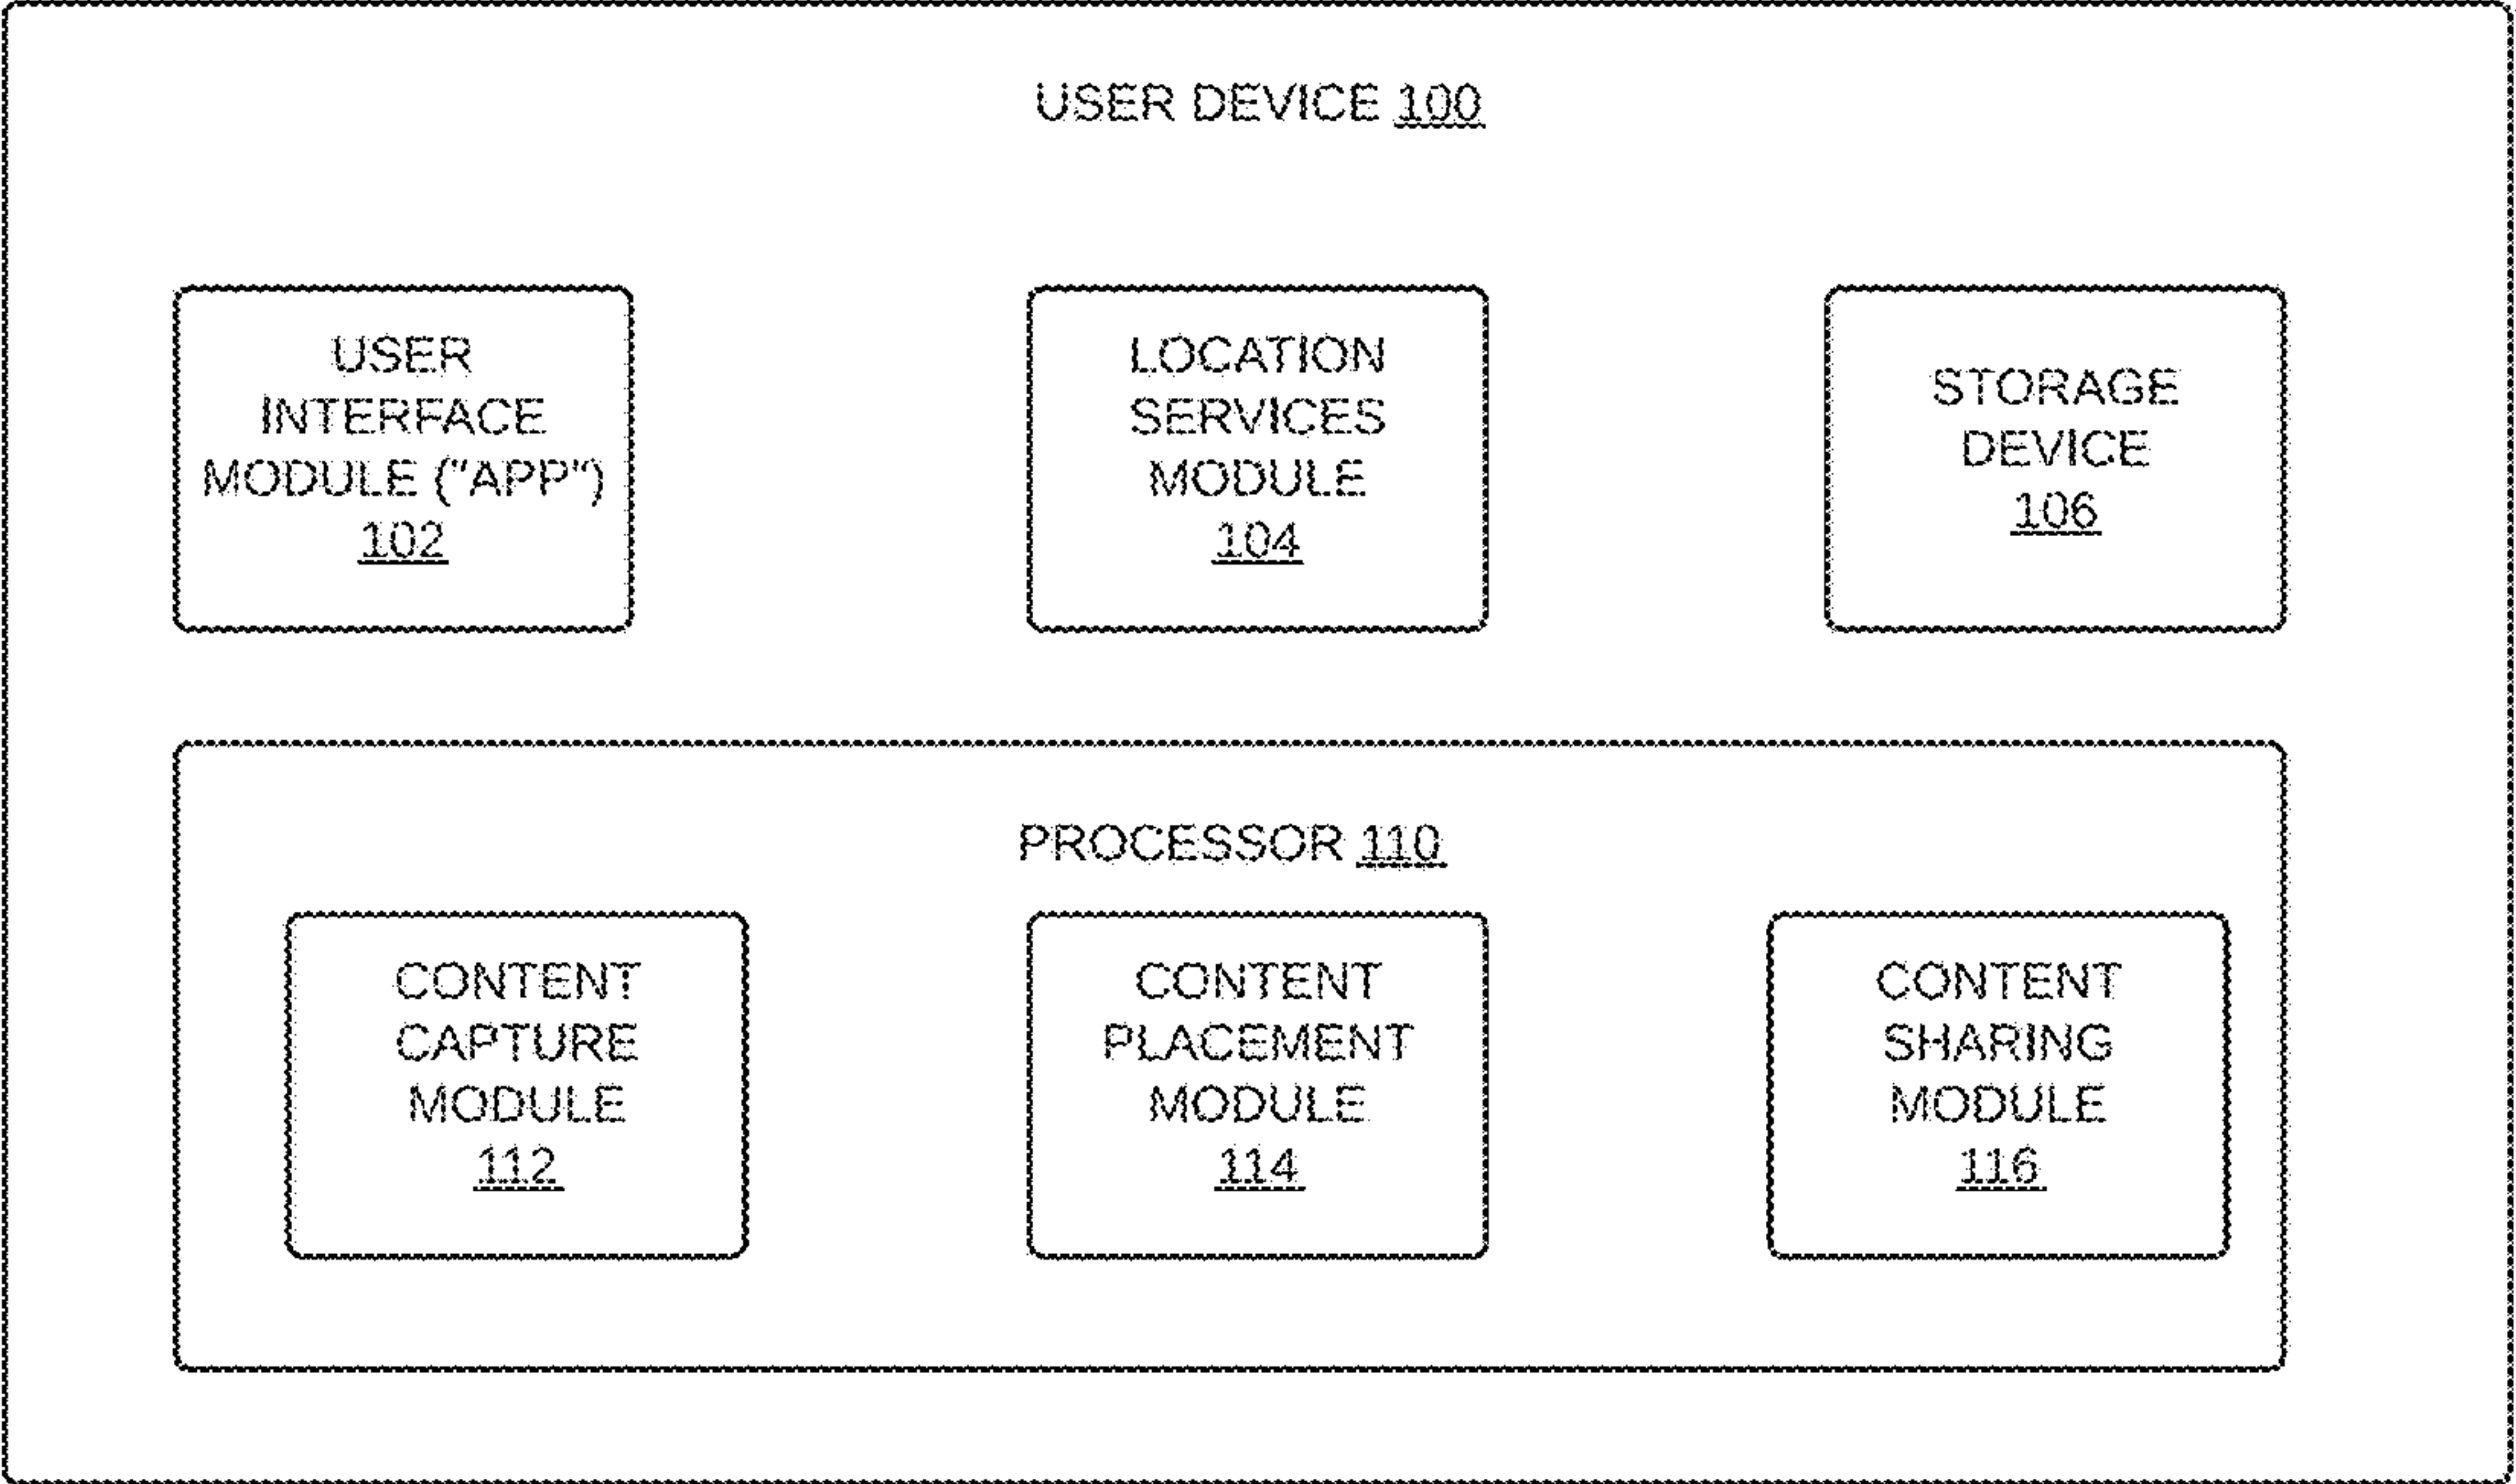 USER DEVICE 100
USER
INTERFACE
MODULE ("APP")
102
LOCATION
SERVICES
MODULE
104
STORAGE
DEVICE
106
PROCESSOR 110
CONTENT
CAPTURE
MODULE
112
CONTENT
PLACEMENT
MODULE
114
CONTENT
SHARING
MODULE
116